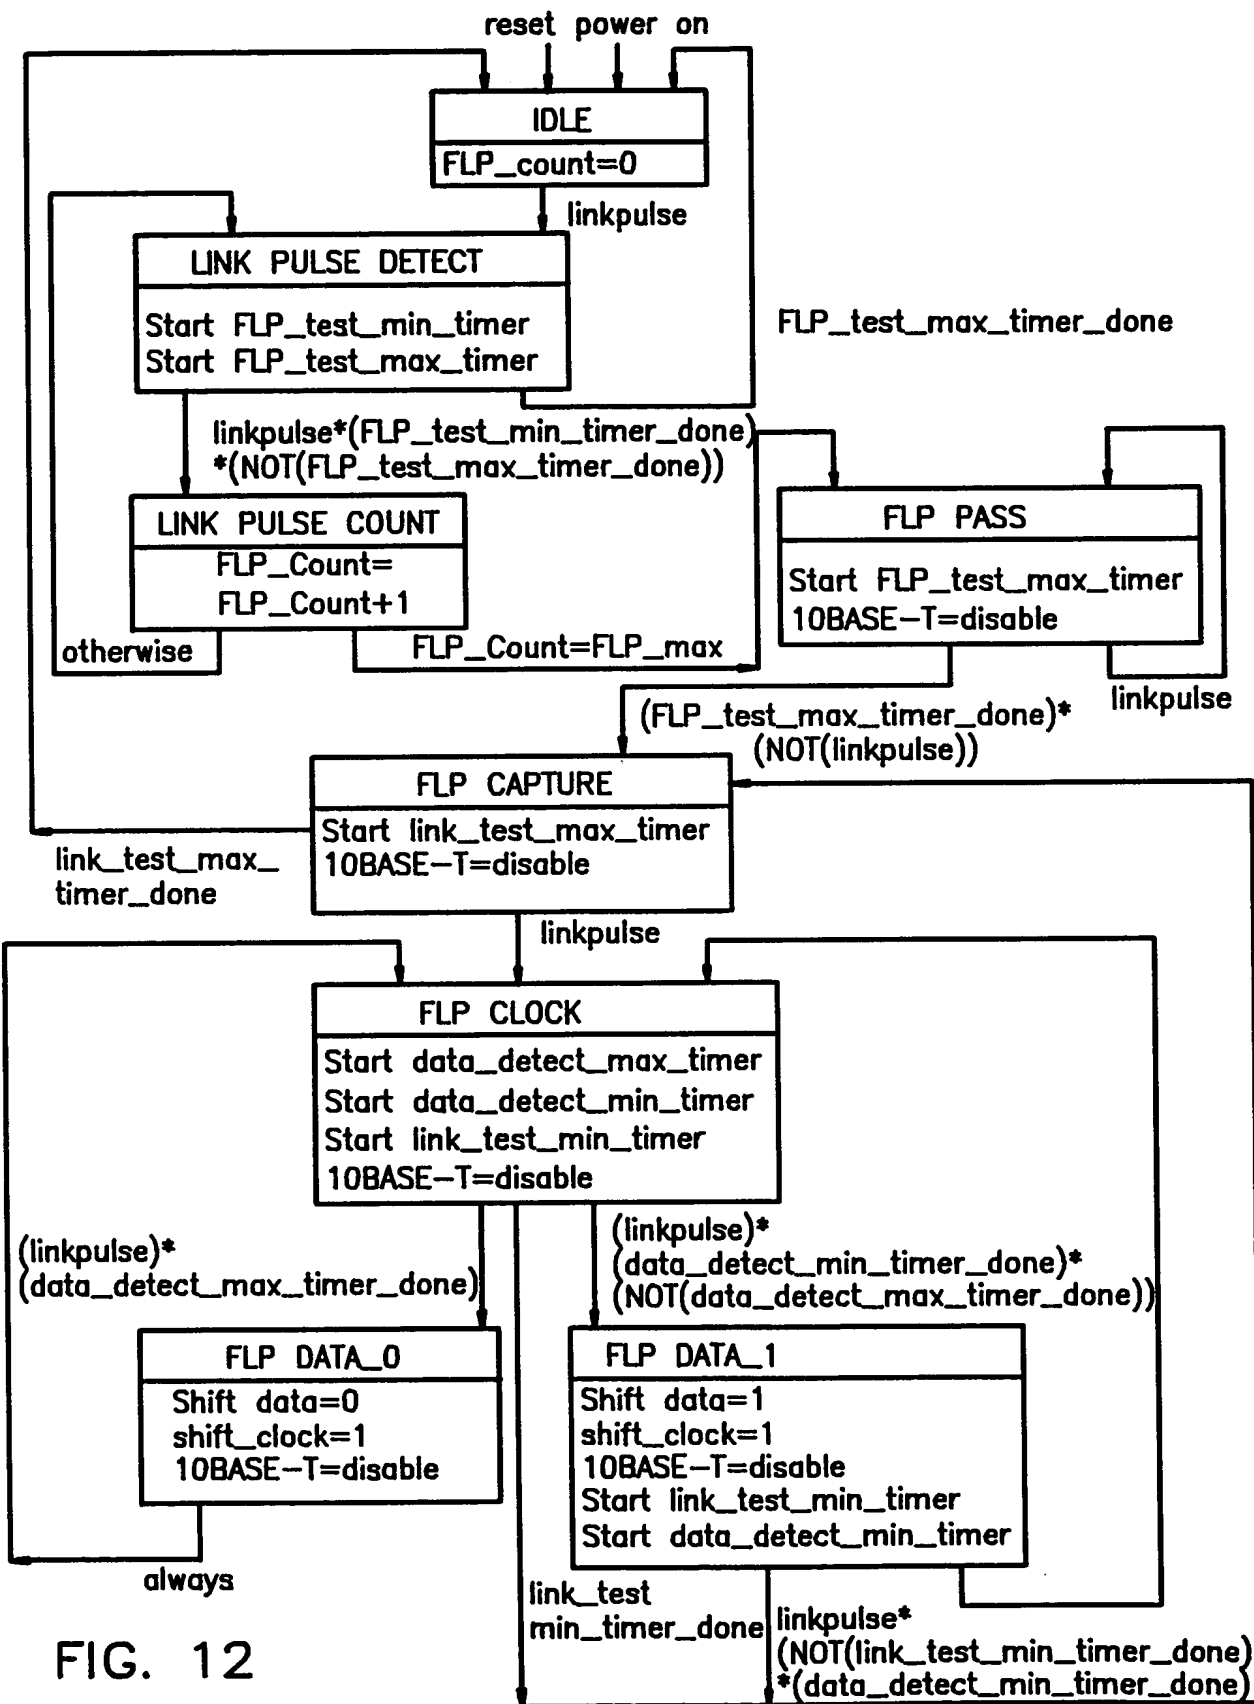 reset power on
IDLE
FLP_count=0
linkpulse
LINK PULSE DETECT
Start FLP_test_min_timer
Start FLP_test_max_timer
FLP_test_max_timer_done
linkpulse*(FLP_test_min_timer_done)
*(NOT(FLP_test_max_timer_done))
LINK PULSE COUNT
FLP_Count=
FLP_Count+1
otherwise
FLP_Count=FLP_max
FLP PASS
Start FLP_test_max_timer
10BASE-T=disable
linkpulse
(FLP_test_max_timer_done)*
(NOT(linkpulse))
FLP CAPTURE
Start link_test_max_timer
10BASE-T=disable
link_test_max_
timer_done
linkpulse
FLP CLOCK
Start data_detect_max_timer
Start data_detect_min_timer
Start link_test_min_timer
10BASE-T=disable
(linkpulse)*
(data_detect_max_timer_done)
(linkpulse)*
(data_detect_min_timer_done)*
(NOT(data_detect_max_timer_done))
FLP DATA_0
Shift data=0
shift_clock=1
10BASE-T=disable
always
FLP DATA_1
Shift data=1
shift_clock=1
10BASE-T=disable
Start link_test_min_timer
Start data_detect_min_timer
link_test
min_timer_done
linkpulse*
(NOT(link_test_min_timer_done)
*(data_detect_min_timer_done)
FIG. 12